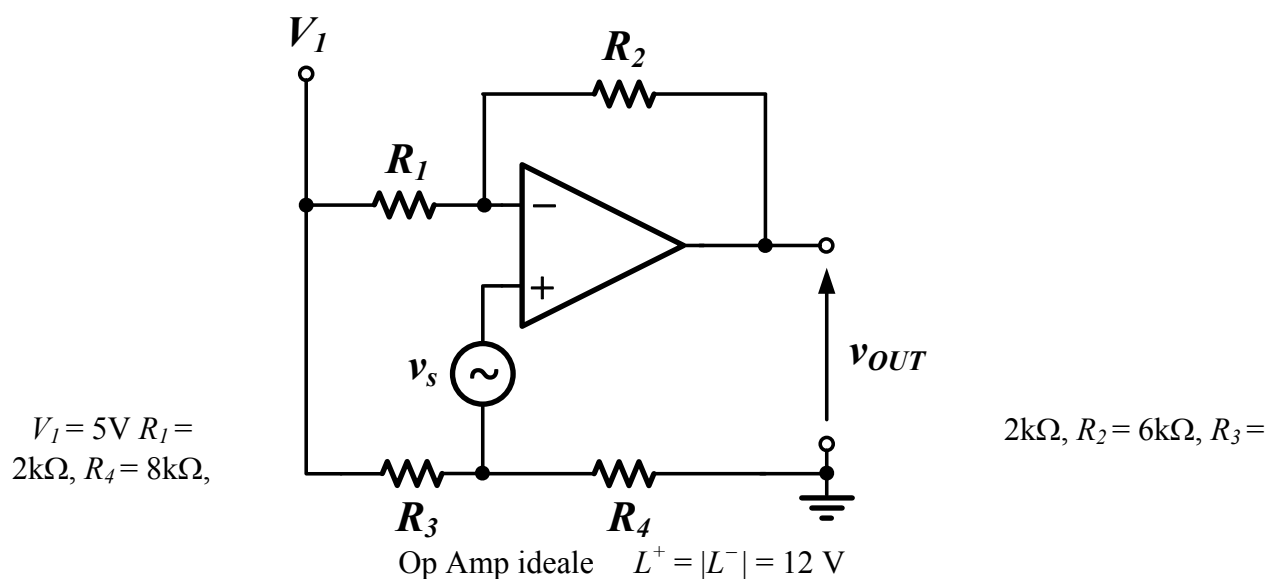 V₁
R₂
R₁
−
+
vₛ
v_OUT
V₁ = 5V R₁ =
2kΩ, R₂ = 6kΩ, R₃ =
2kΩ, R₄ = 8kΩ,
R₃
R₄
Op Amp ideale L⁺ = |L⁻| = 12 V